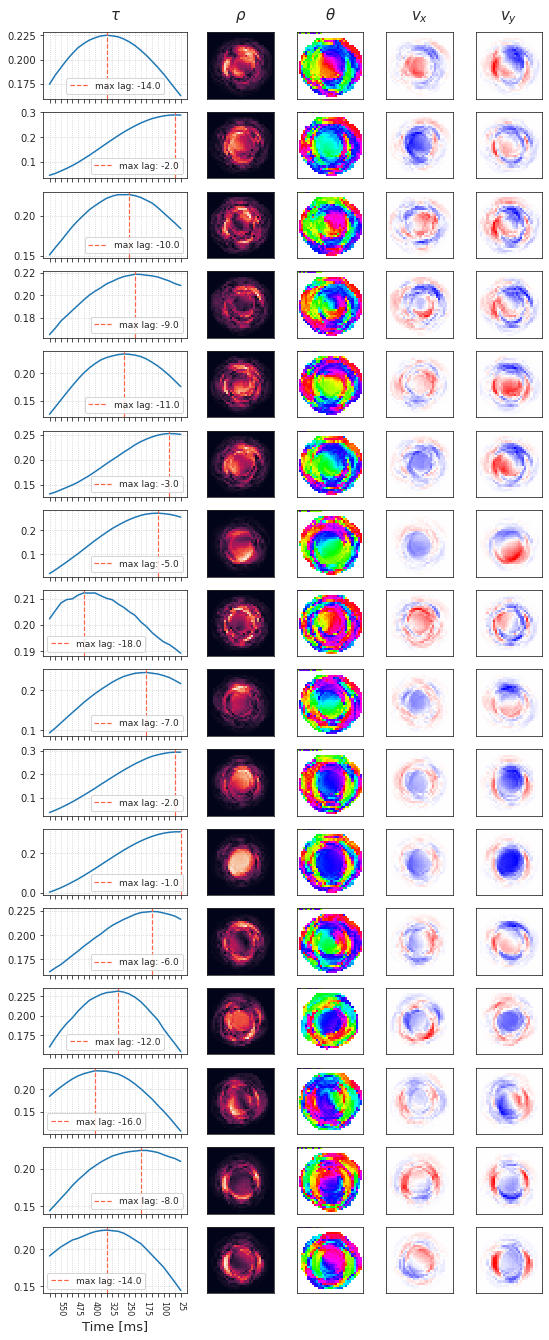 τ ρ θ v_x v_y
0.225
0.200
0.175
max lag: -14.0
0.3
0.2
0.1
max lag: -2.0
0.20
0.15
max lag: -10.0
0.22
0.20
0.18
max lag: -9.0
0.20
0.15
max lag: -11.0
0.25
0.20
0.15
max lag: -3.0
0.2
0.1
max lag: -5.0
0.21
0.20
0.19
max lag: -18.0
0.2
0.1
max lag: -7.0
0.3
0.2
0.1
max lag: -2.0
0.2
0.0
max lag: -1.0
0.225
0.200
0.175
max lag: -6.0
0.225
0.200
0.175
max lag: -12.0
0.20
0.15
max lag: -16.0
0.20
0.14
max lag: -8.0
0.20
0.15
max lag: -14.0
550 475 400 325 250 175 100 25
Time [ms]